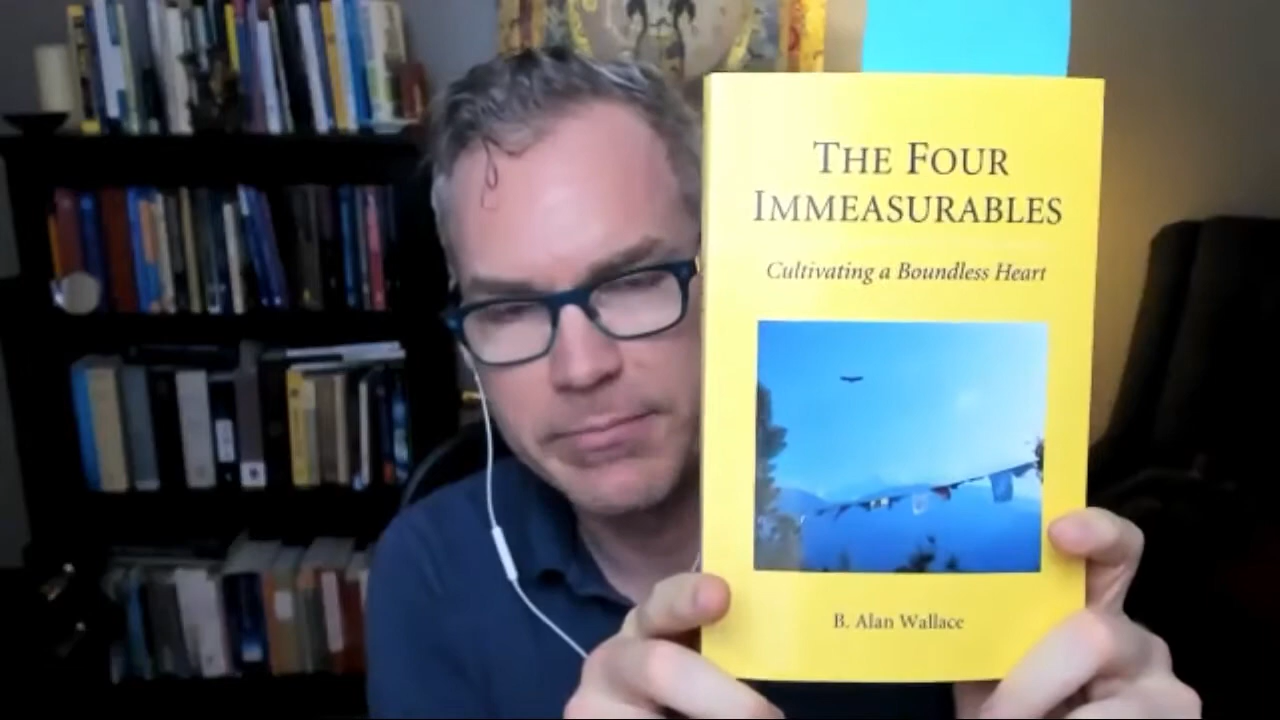 THE FOUR
IMMEASURABLES
Cultivating a Boundless Heart
B. Alan Wallace